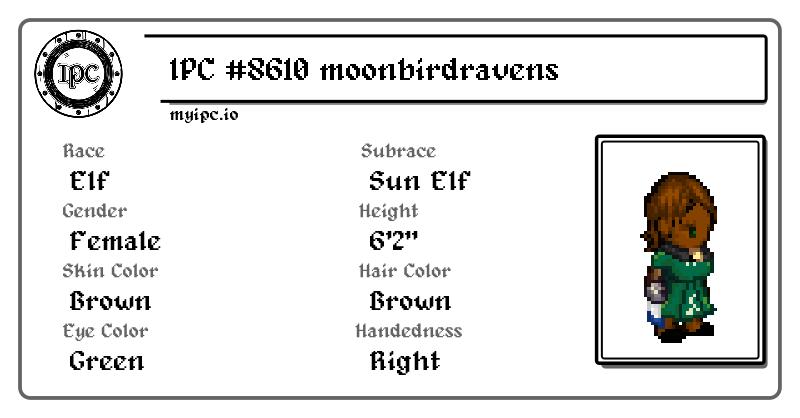 IPC
IPC #8610 moonbirdravens
myipc.io
Race
Elf
Subrace
Sun Elf
Gender
Female
Height
6'2"
Skin Color
Brown
Hair Color
Brown
Eye Color
Green
Handedness
Right